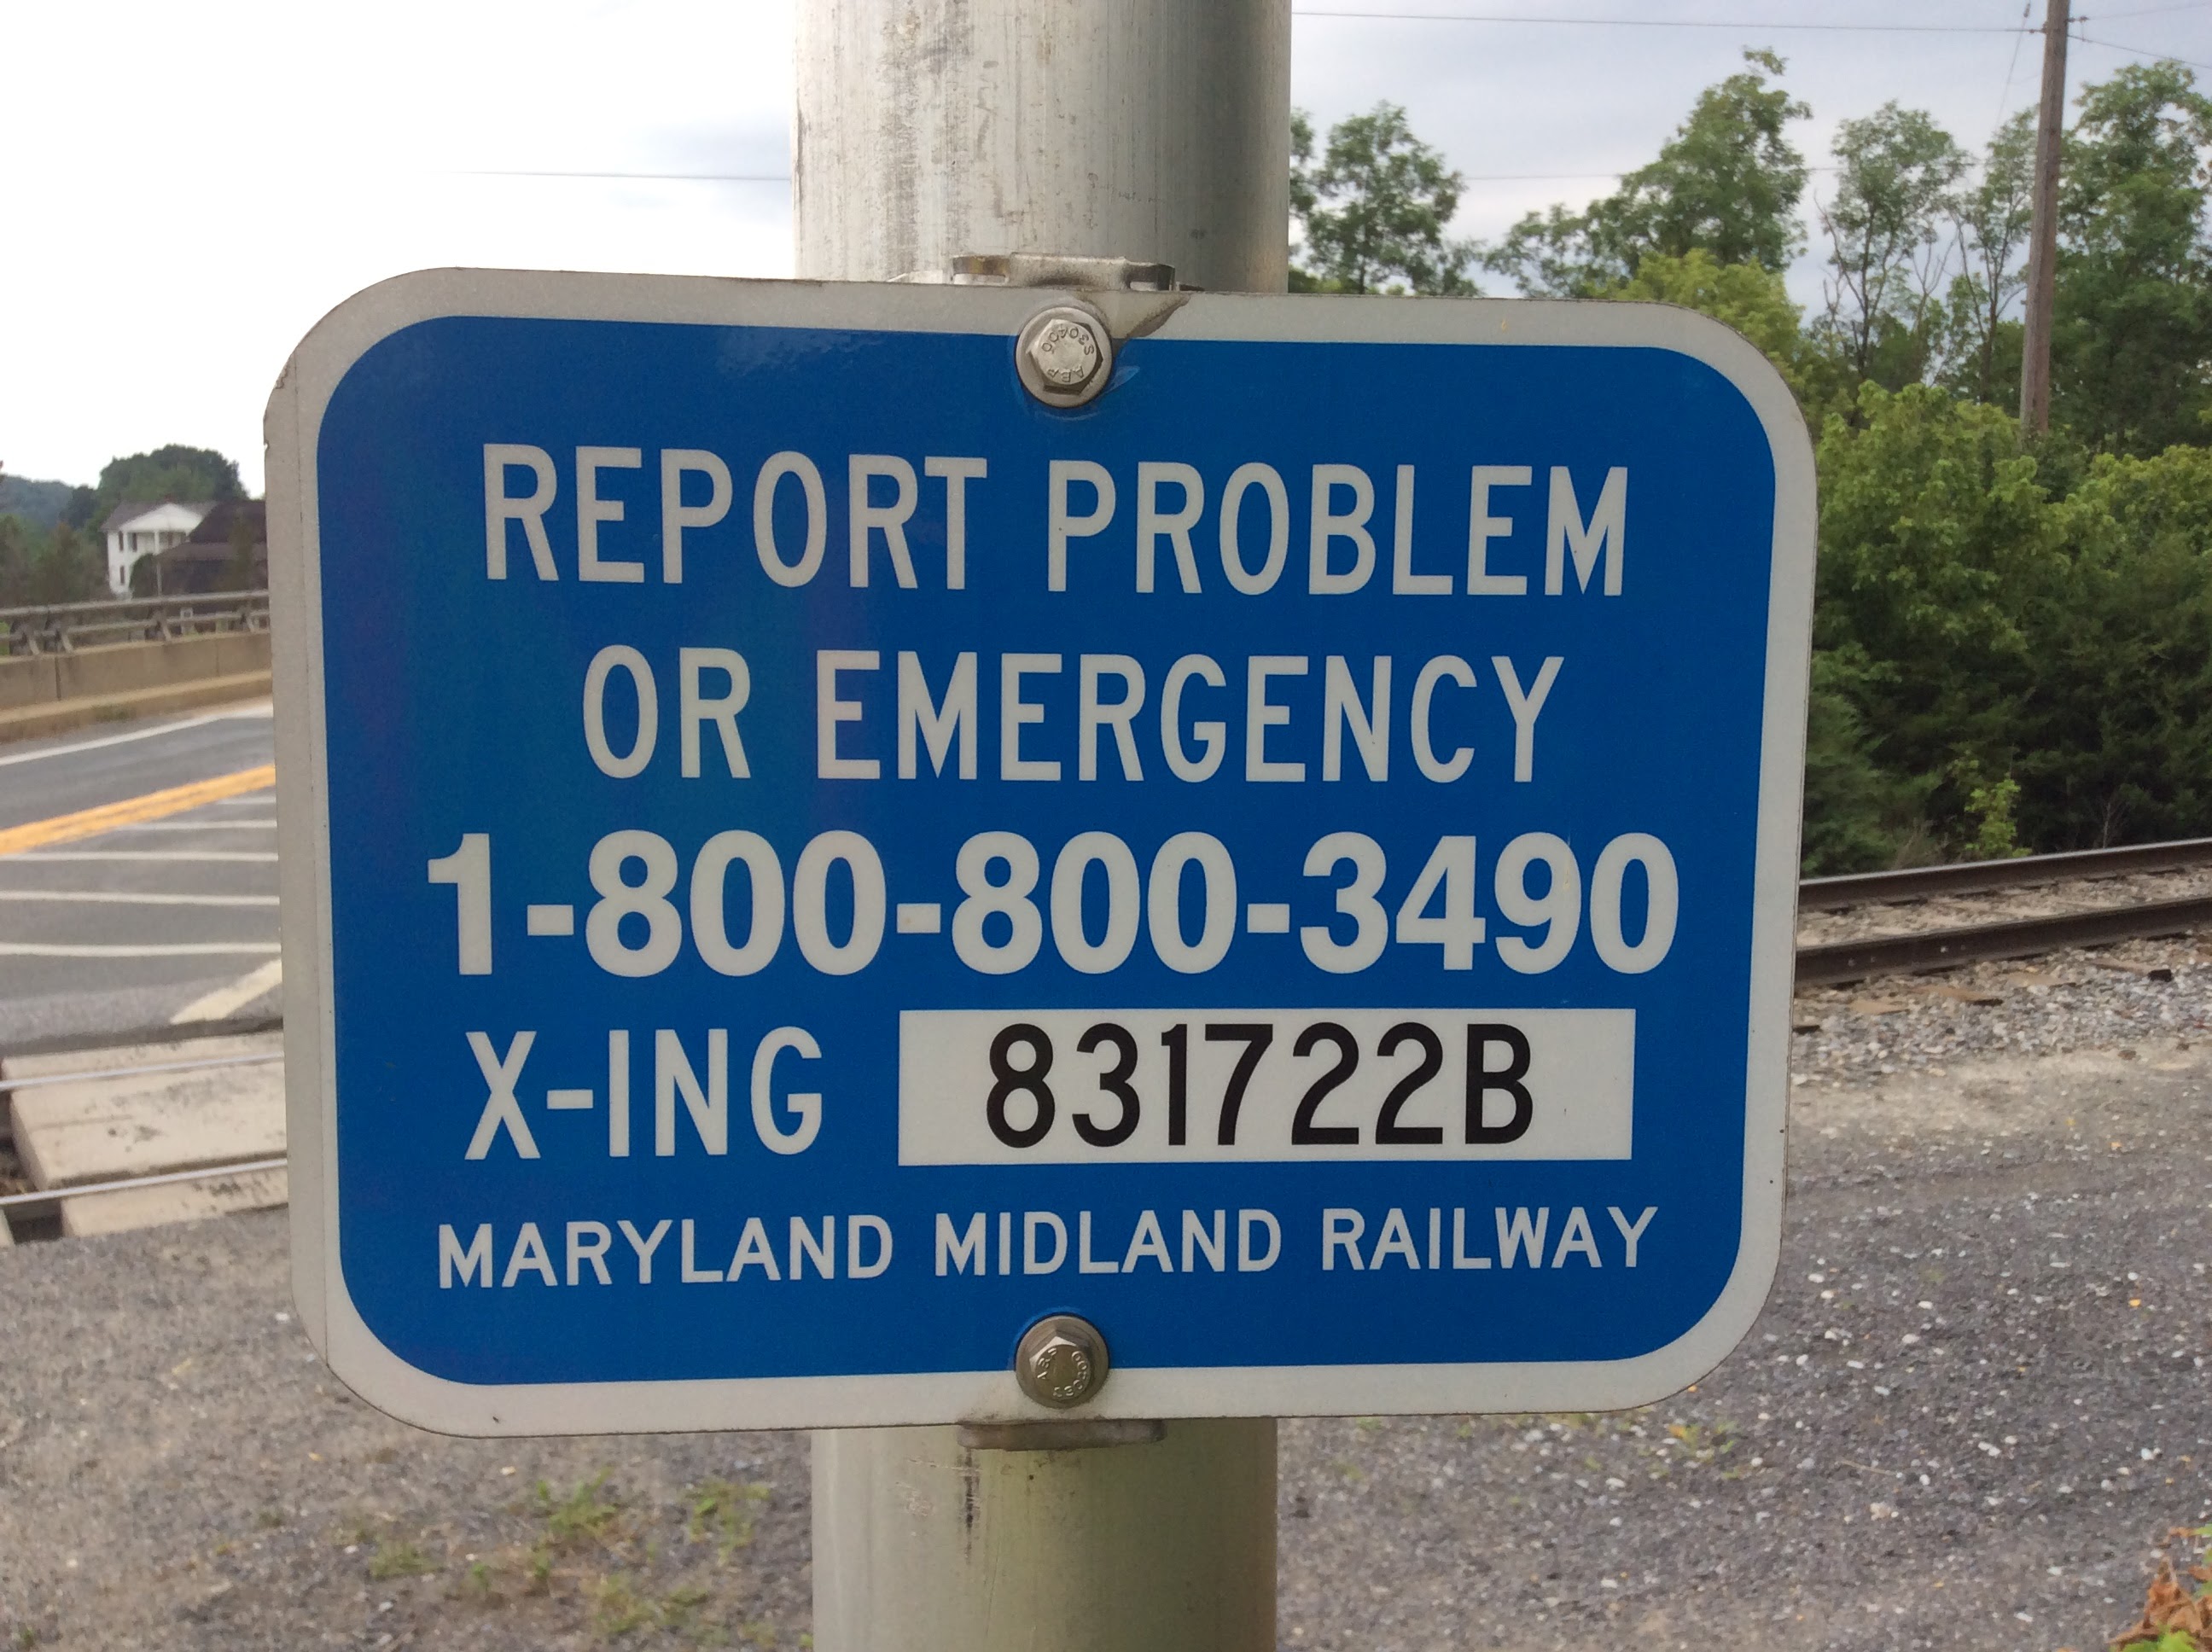 REPORT PROBLEM
OR EMERGENCY
1-800-800-3490
X-ING 831722B
MARYLAND MIDLAND RAILWAY